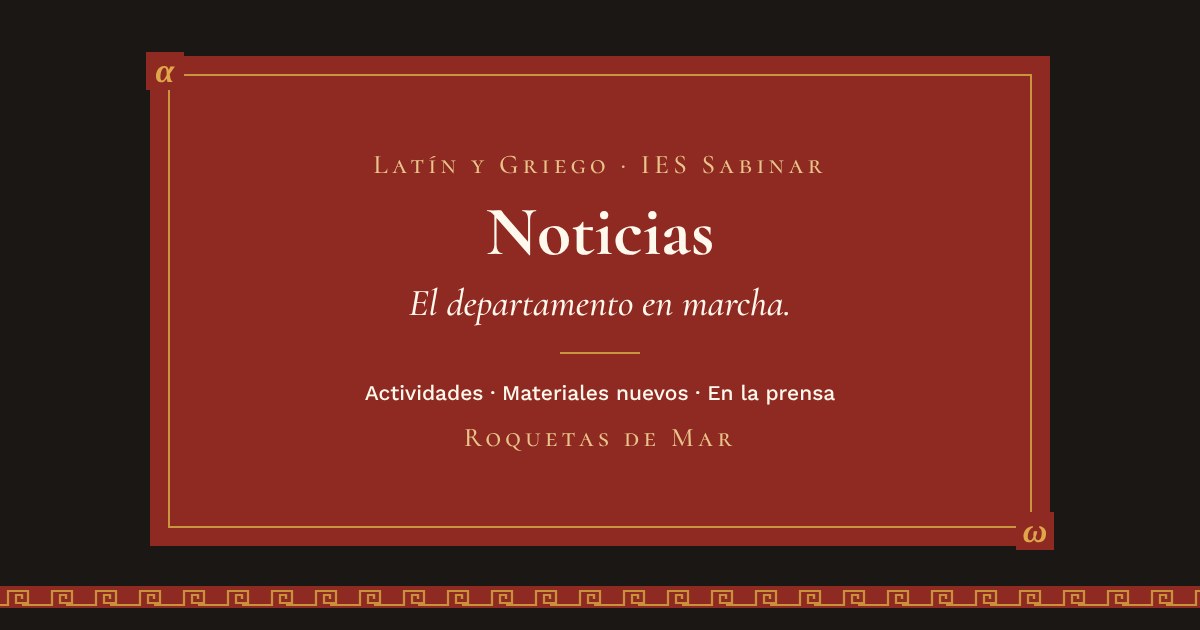 α
Latín y Griego · IES Sabinar
Noticias
El departamento en marcha.
Actividades · Materiales nuevos · En la prensa
Roquetas de Mar
ω